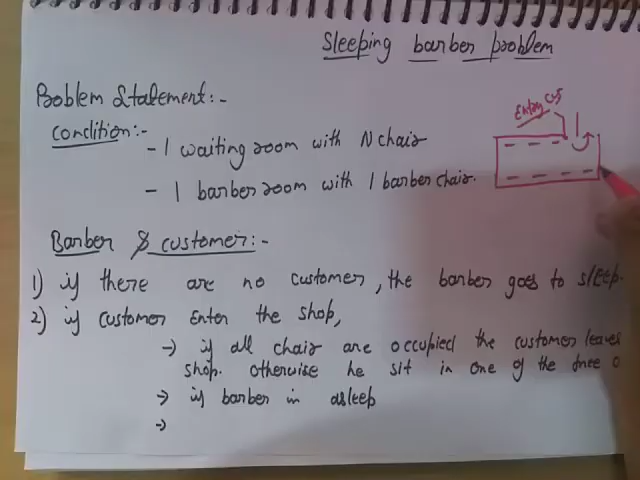 Sleeping barber problem
Problem Statement:-
Condition:-
- 1 waiting room with N chair
- 1 barber room with 1 barber chair.
Entry cus
Barber & customer:-
1) if there are no customer, the barber goes to sleep.
2) if customer Enter the shop,
→ if all chair are occupied the customer leaves
shop. otherwise he sit in one of the free
→ if barber in asleep
→